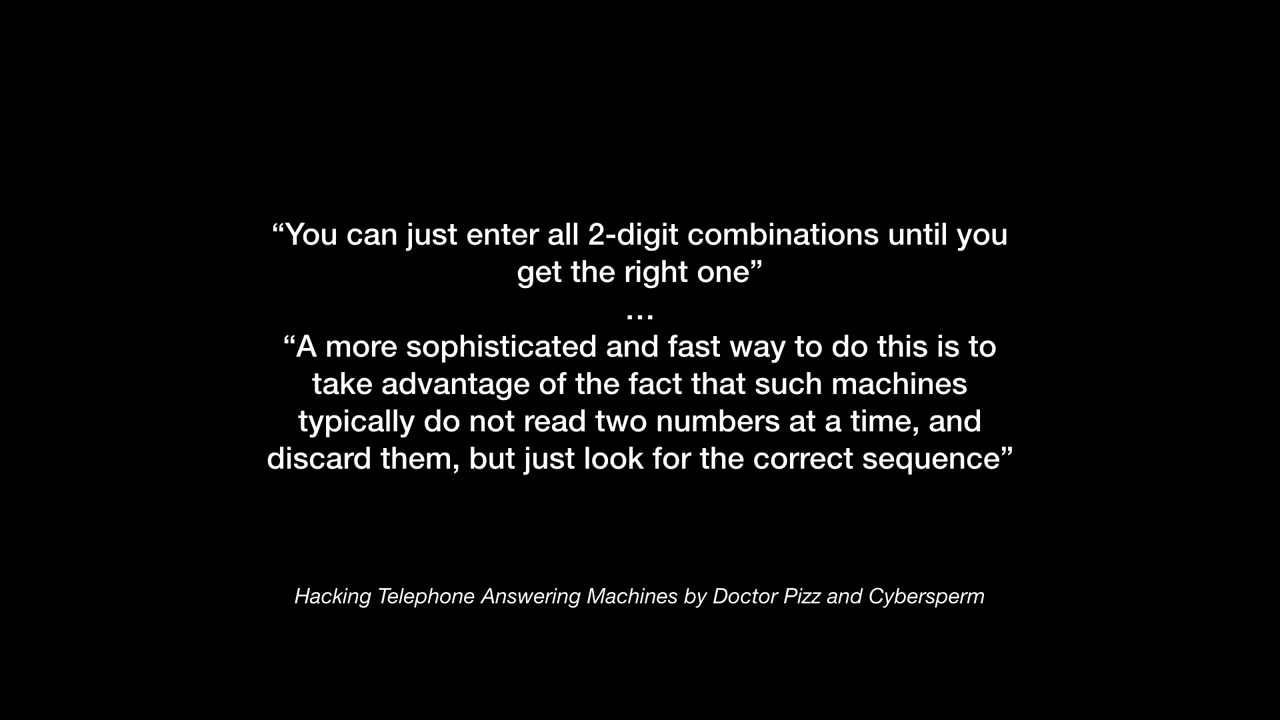 “You can just enter all 2-digit combinations until you
get the right one”
…
“A more sophisticated and fast way to do this is to
take advantage of the fact that such machines
typically do not read two numbers at a time, and
discard them, but just look for the correct sequence”
Hacking Telephone Answering Machines by Doctor Pizz and Cybersperm